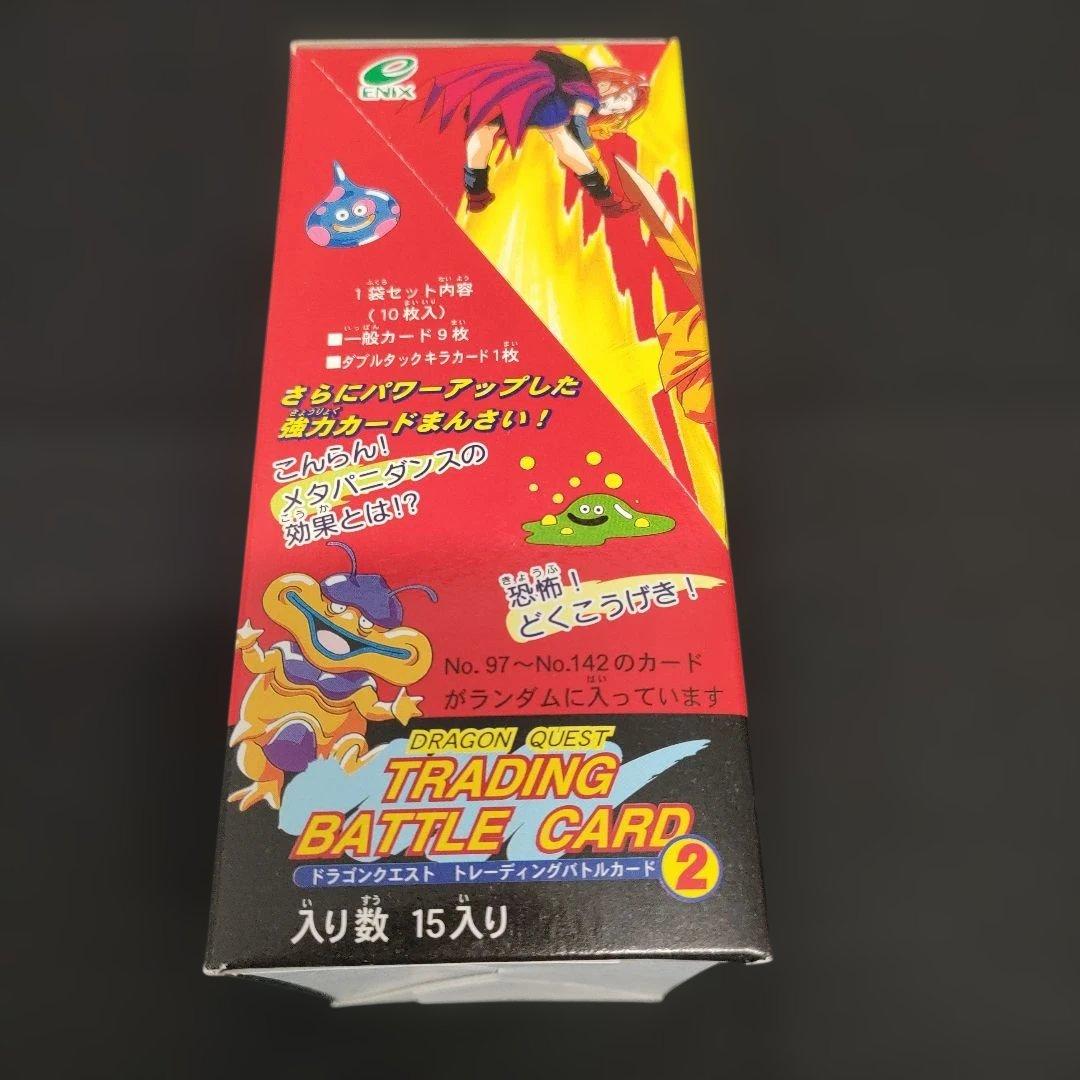 ENIX
1袋セット内容
(10枚入)
■一般カード9枚
■ダブルタックキラカード1枚
さらにパワーアップした
強力カードまんさい!
こんらん!
メタパニダンスの
効果とは!?
恐怖!
どくこうげき!
No. 97〜No.142のカード
がランダムに入っています
DRAGON QUEST
TRADING
BATTLE CARD
ドラゴンクエスト トレーディングバトルカード 2
入り数 15入り